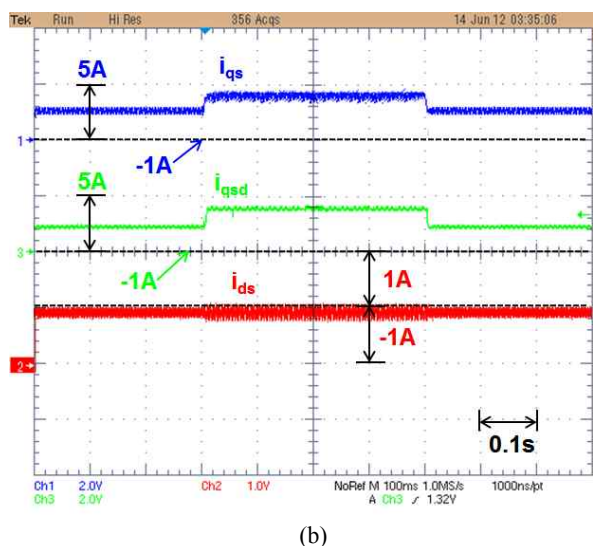 Tek Run Hi Res 356 Acqs 14 Jun 12 03:35:06
5A
iqs
1
-1A
5A
iqsd
3
-1A
ids
1A
-1A
2
0.1s
Ch1 2.0V Ch2 1.0V NoRef M 100ms 1.0MS/s 1000ns/pt
Ch3 2.0V A Ch3 ∫ 1.32V
(b)